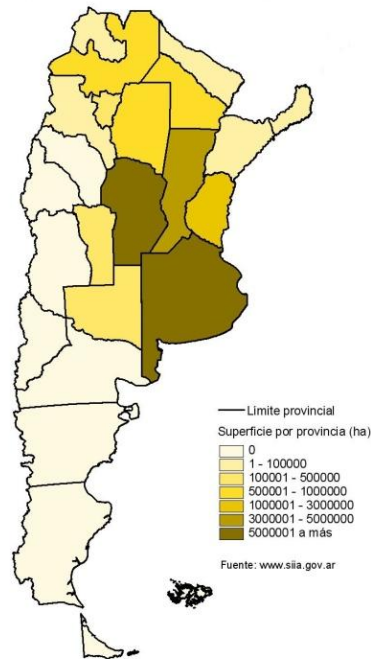 Limite provincial
Superficie por provincia (ha)
0
1 - 100000
100001 - 500000
500001 - 1000000
1000001 - 3000000
3000001 - 5000000
5000001 a más
Fuente: www.siia.gov.ar